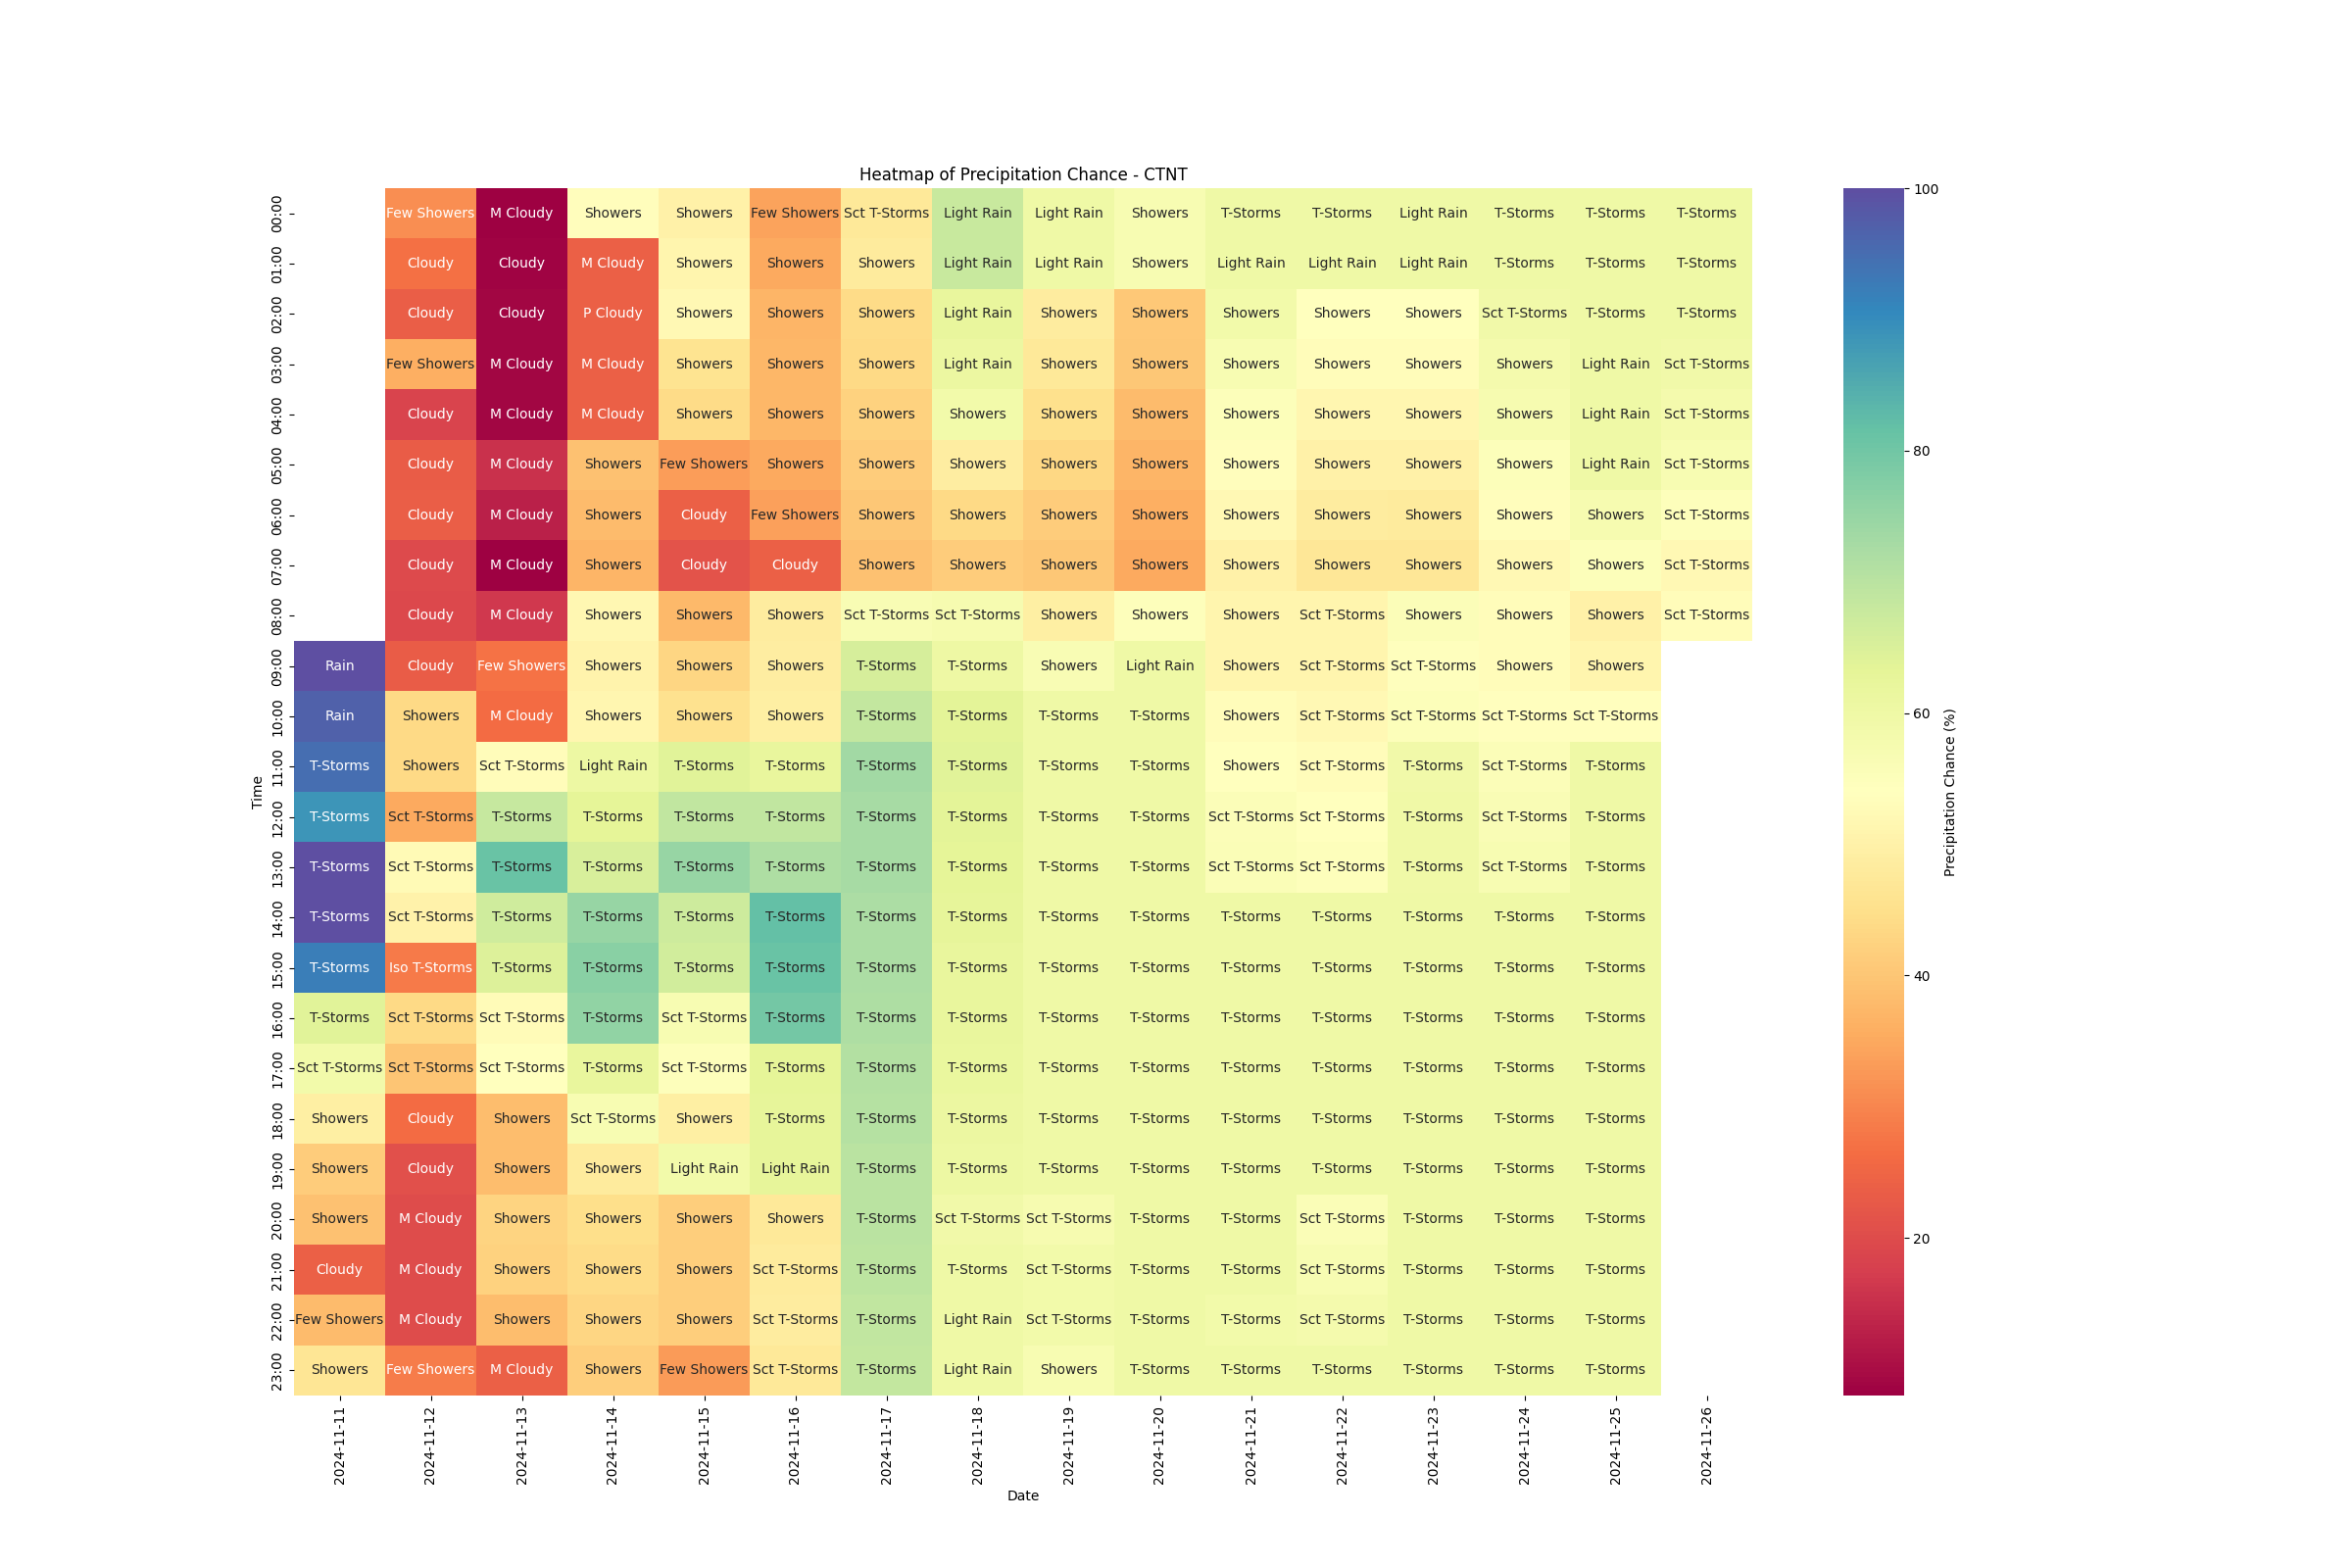 Heatmap of Precipitation Chance - CTNT
00:00 Few Showers M Cloudy Showers Showers Few Showers Sct T-Storms Light Rain Light Rain Showers T-Storms T-Storms Light Rain T-Storms T-Storms T-Storms
01:00 Cloudy Cloudy M Cloudy Showers Showers Showers Light Rain Light Rain Showers Light Rain Light Rain Light Rain T-Storms T-Storms T-Storms
02:00 Cloudy Cloudy P Cloudy Showers Showers Showers Light Rain Showers Showers Showers Showers Showers Sct T-Storms T-Storms T-Storms
03:00 Few Showers M Cloudy M Cloudy Showers Showers Showers Light Rain Showers Showers Showers Showers Showers Showers Light Rain Sct T-Storms
04:00 Cloudy M Cloudy M Cloudy Showers Showers Showers Showers Showers Showers Showers Showers Showers Showers Light Rain Sct T-Storms
05:00 Cloudy M Cloudy Showers Few Showers Showers Showers Showers Showers Showers Showers Showers Showers Showers Light Rain Sct T-Storms
06:00 Cloudy M Cloudy Showers Cloudy Few Showers Showers Showers Showers Showers Showers Showers Showers Showers Showers Sct T-Storms
07:00 Cloudy M Cloudy Showers Cloudy Cloudy Showers Showers Showers Showers Showers Showers Showers Showers Showers Sct T-Storms
08:00 Cloudy M Cloudy Showers Showers Showers Sct T-Storms Sct T-Storms Showers Showers Showers Sct T-Storms Showers Showers Showers Sct T-Storms
09:00 Rain Cloudy Few Showers Showers Showers Showers T-Storms T-Storms Showers Light Rain Showers Sct T-Storms Sct T-Storms Showers Showers
10:00 Rain Showers M Cloudy Showers Showers Showers T-Storms T-Storms T-Storms T-Storms Showers Sct T-Storms Sct T-Storms Sct T-Storms Sct T-Storms
11:00 T-Storms Showers Sct T-Storms Light Rain T-Storms T-Storms T-Storms T-Storms T-Storms T-Storms Showers Sct T-Storms T-Storms Sct T-Storms T-Storms
12:00 T-Storms Sct T-Storms T-Storms T-Storms T-Storms T-Storms T-Storms T-Storms T-Storms T-Storms Sct T-Storms Sct T-Storms T-Storms Sct T-Storms T-Storms
13:00 T-Storms Sct T-Storms T-Storms T-Storms T-Storms T-Storms T-Storms T-Storms T-Storms T-Storms Sct T-Storms Sct T-Storms T-Storms Sct T-Storms T-Storms
14:00 T-Storms Sct T-Storms T-Storms T-Storms T-Storms T-Storms T-Storms T-Storms T-Storms T-Storms T-Storms T-Storms T-Storms T-Storms T-Storms
15:00 T-Storms Iso T-Storms T-Storms T-Storms T-Storms T-Storms T-Storms T-Storms T-Storms T-Storms T-Storms T-Storms T-Storms T-Storms T-Storms
16:00 T-Storms Sct T-Storms Sct T-Storms T-Storms Sct T-Storms T-Storms T-Storms T-Storms T-Storms T-Storms T-Storms T-Storms T-Storms T-Storms T-Storms
17:00 Sct T-Storms Sct T-Storms Sct T-Storms T-Storms Sct T-Storms T-Storms T-Storms T-Storms T-Storms T-Storms T-Storms T-Storms T-Storms T-Storms T-Storms
18:00 Showers Cloudy Showers Sct T-Storms Showers T-Storms T-Storms T-Storms T-Storms T-Storms T-Storms T-Storms T-Storms T-Storms T-Storms
19:00 Showers Cloudy Showers Showers Light Rain Light Rain T-Storms T-Storms T-Storms T-Storms T-Storms T-Storms T-Storms T-Storms T-Storms
20:00 Showers M Cloudy Showers Showers Showers Showers T-Storms Sct T-Storms Sct T-Storms T-Storms T-Storms Sct T-Storms T-Storms T-Storms T-Storms
21:00 Cloudy M Cloudy Showers Showers Showers Sct T-Storms T-Storms T-Storms Sct T-Storms T-Storms T-Storms Sct T-Storms T-Storms T-Storms T-Storms
22:00 Few Showers M Cloudy Showers Showers Showers Sct T-Storms T-Storms Light Rain Sct T-Storms T-Storms T-Storms Sct T-Storms T-Storms T-Storms T-Storms
23:00 Showers Few Showers M Cloudy Showers Few Showers Sct T-Storms T-Storms Light Rain Showers T-Storms T-Storms T-Storms T-Storms T-Storms T-Storms
Time
2024-11-11 2024-11-12 2024-11-13 2024-11-14 2024-11-15 2024-11-16 2024-11-17 2024-11-18 2024-11-19 2024-11-20 2024-11-21 2024-11-22 2024-11-23 2024-11-24 2024-11-25 2024-11-26
Date
100
80
60
40
20
Precipitation Chance (%)